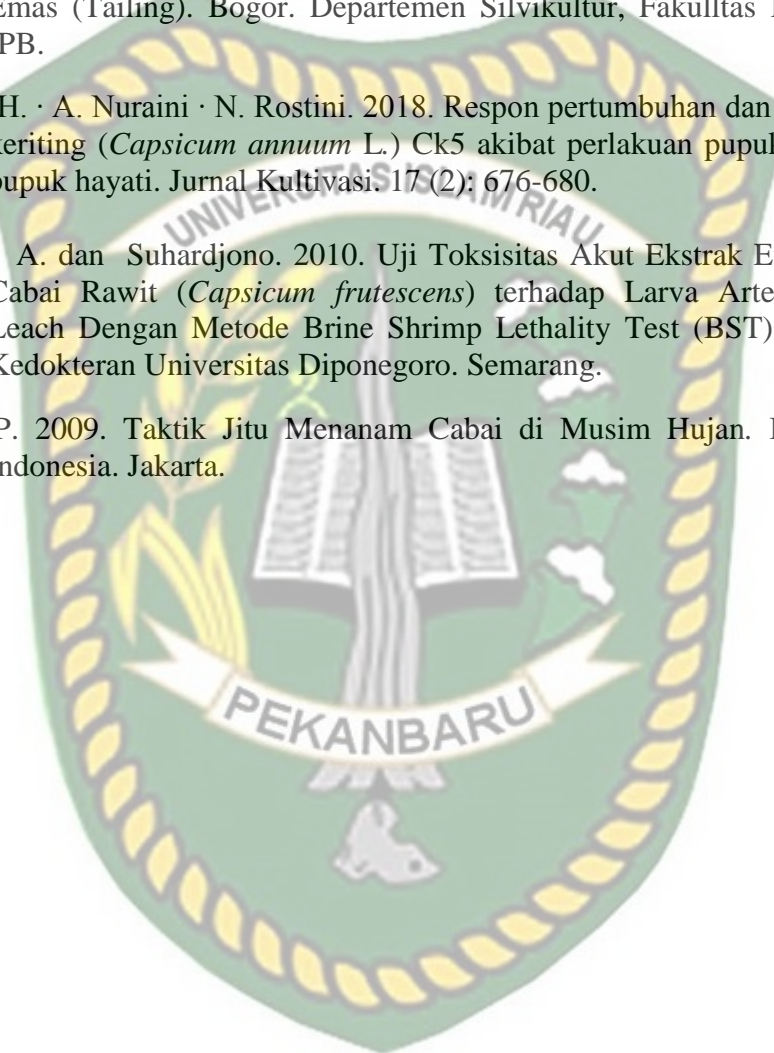 Emas (Tailing). Bogor. Departemen Silvikultur, Fakulltas
IPB.
H. · A. Nuraini · N. Rostini. 2018. Respon pertumbuhan dan
keriting (Capsicum annuum L.) Ck5 akibat perlakuan pupuk
pupuk hayati. Jurnal Kultivasi. 17 (2): 676-680.
UNIVERSITAS ISLAM RIAU
A. dan Suhardjono. 2010. Uji Toksisitas Akut Ekstrak
Cabai Rawit (Capsicum frutescens) terhadap Larva
Leach Dengan Metode Brine Shrimp Lethality Test (BST)
Kedokteran Universitas Diponegoro. Semarang.
P. 2009. Taktik Jitu Menanam Cabai di Musim Hujan.
Indonesia. Jakarta.
PEKANBARU